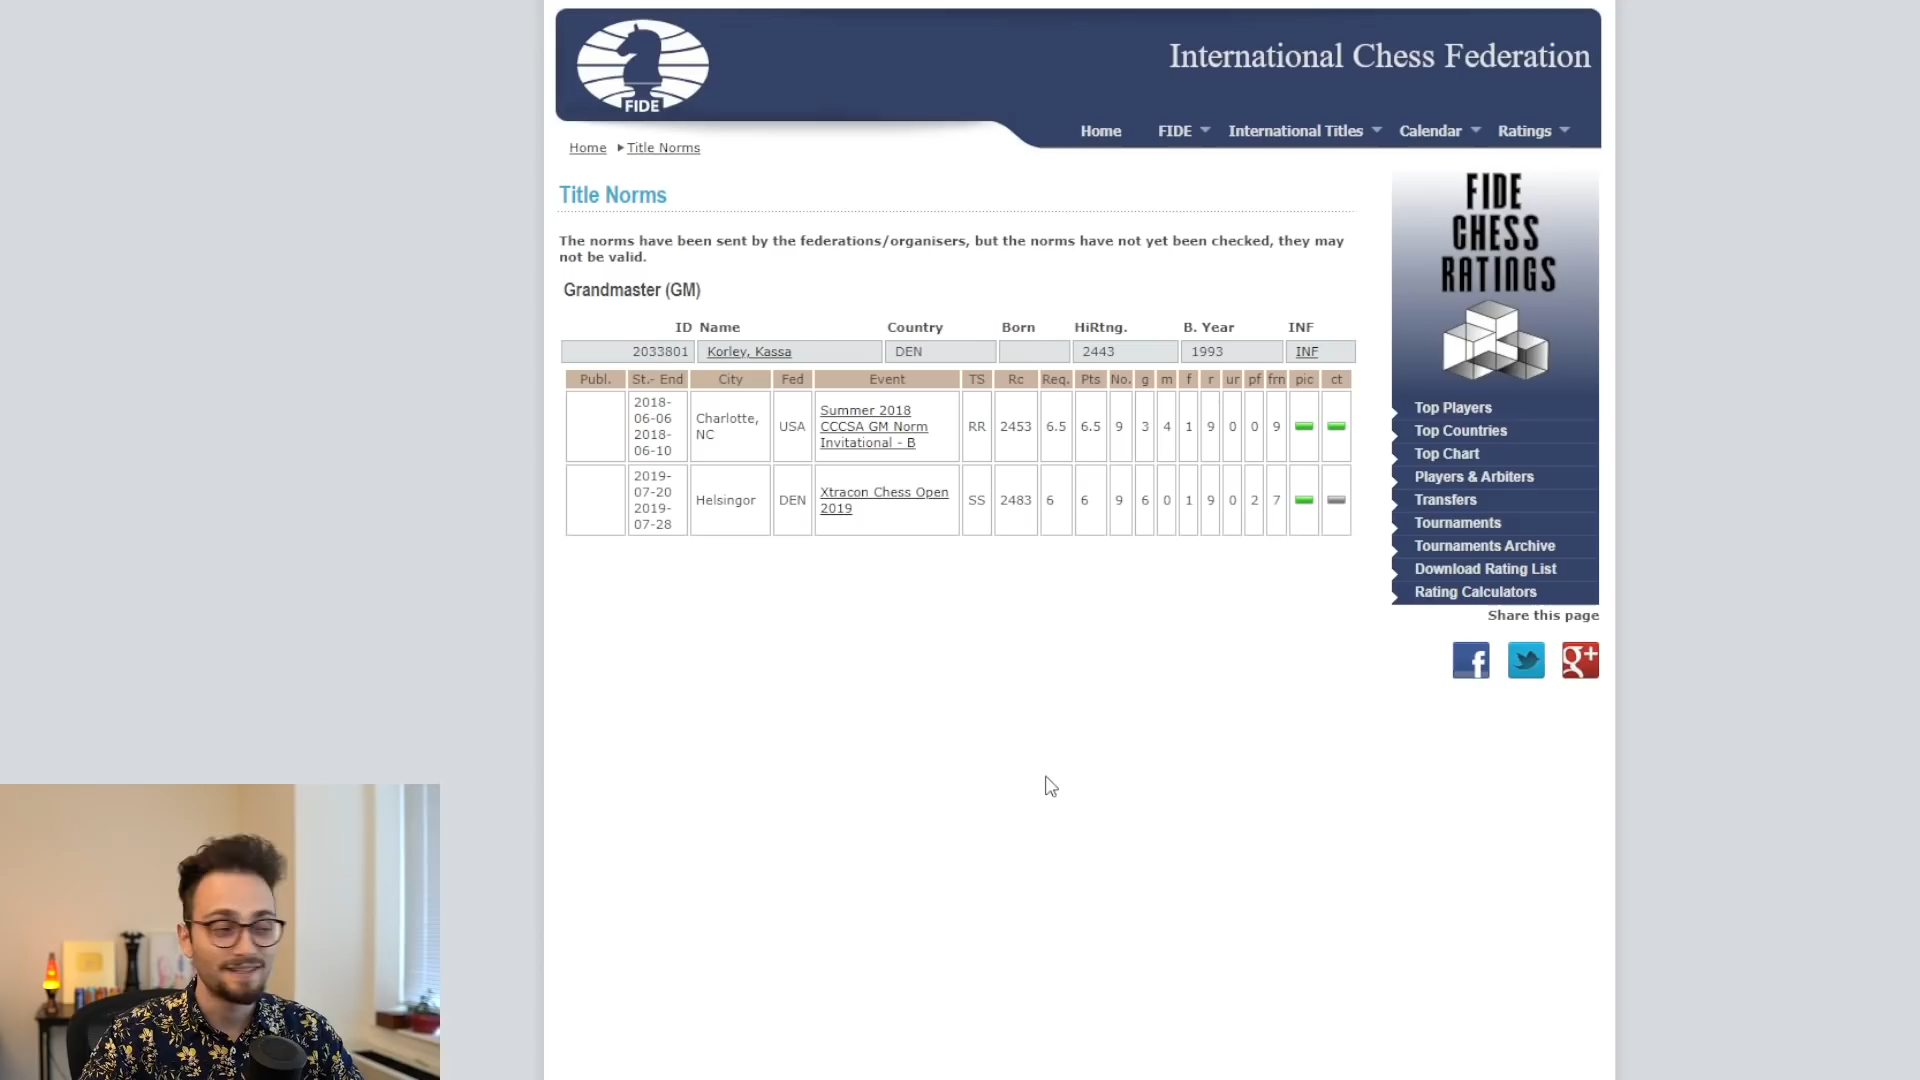 FIDE
International Chess Federation
Home FIDE International Titles Calendar Ratings
Home Title Norms
Title Norms
The norms have been sent by the federations/organisers, but the norms have not yet been checked, they may
not be valid.
Grandmaster (GM)
ID Name Country Born HiRtng. B. Year INF
2033801 Korley, Kassa DEN 2443 1993 INF
Publ. St.- End City Fed Event TS Rc Req. Pts No. g m f r ur pf frn pic ct
2018-
06-06
2018-
06-10
Charlotte,
NC
USA
Summer 2018
CCCSA GM Norm
Invitational - B
RR 2453 6.5 6.5 9 3 4 1 9 0 0 9
2019-
07-20
2019-
07-28
Helsingor
DEN
Xtracon Chess Open
2019
SS 2483 6 6 9 6 0 1 9 0 2 7
FIDE
CHESS
RATINGS
Top Players
Top Countries
Top Chart
Players & Arbiters
Transfers
Tournaments
Tournaments Archive
Download Rating List
Rating Calculators
Share this page
f
g+